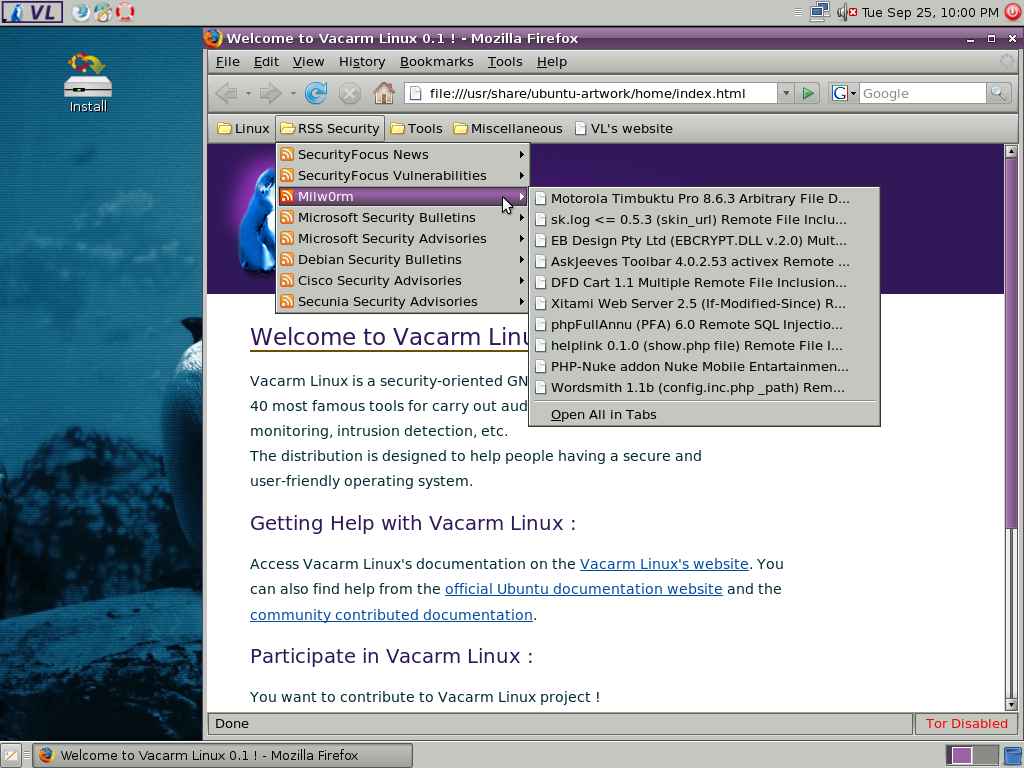 VL
Tue Sep 25, 10:00 PM
Install
Welcome to Vacarm Linux 0.1 ! - Mozilla Firefox
File Edit View History Bookmarks Tools Help
file:///usr/share/ubuntu-artwork/home/index.html
G
Google
Linux RSS Security Tools Miscellaneous VL's website
SecurityFocus News
SecurityFocus Vulnerabilities
Milw0rm
Microsoft Security Bulletins
Microsoft Security Advisories
Debian Security Bulletins
Cisco Security Advisories
Secunia Security Advisories
Motorola Timbuktu Pro 8.6.3 Arbitrary File D...
sk.log <= 0.5.3 (skin_url) Remote File Inclu...
EB Design Pty Ltd (EBCRYPT.DLL v.2.0) Mult...
AskJeeves Toolbar 4.0.2.53 activex Remote ...
DFD Cart 1.1 Multiple Remote File Inclusion...
Xitami Web Server 2.5 (If-Modified-Since) R...
phpFullAnnu (PFA) 6.0 Remote SQL Injectio...
helplink 0.1.0 (show.php file) Remote File I...
PHP-Nuke addon Nuke Mobile Entartainmen...
Wordsmith 1.1b (config.inc.php _path) Rem...
Open All in Tabs
Welcome to Vacarm Linu
Vacarm Linux is a security-oriented GN
40 most famous tools for carry out aud
monitoring, intrusion detection, etc.
The distribution is designed to help people having a secure and
user-friendly operating system.
Getting Help with Vacarm Linux :
Access Vacarm Linux's documentation on the Vacarm Linux's website. You
can also find help from the official Ubuntu documentation website and the
community contributed documentation.
Participate in Vacarm Linux :
You want to contribute to Vacarm Linux project !
Done
Tor Disabled
Welcome to Vacarm Linux 0.1 ! - Mozilla Firefox